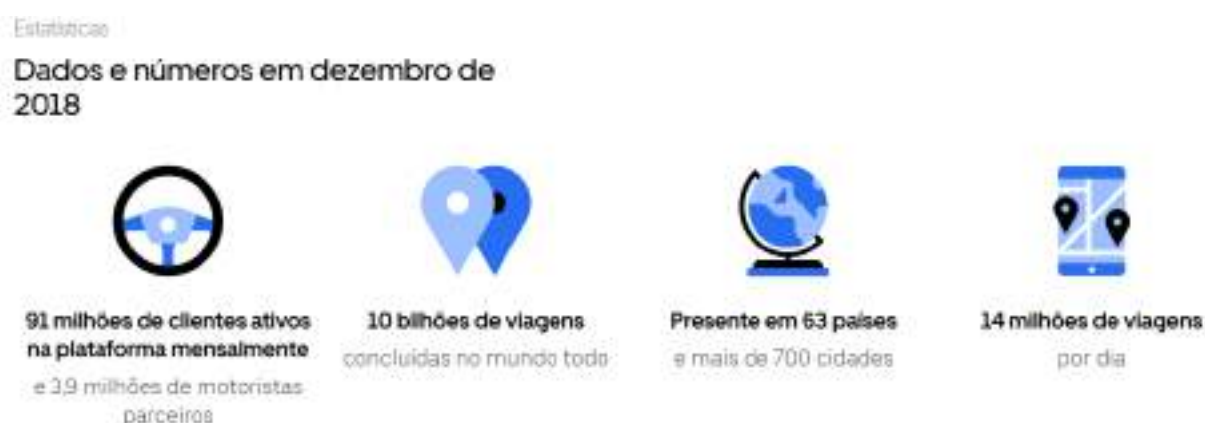 Estatísticas
Dados e números em dezembro de
2018
91 milhões de clientes ativos
na plataforma mensalmente
e 3,9 milhões de motoristas
parceiros
10 bilhões de viagens
concluídas no mundo todo
Presente em 63 países
e mais de 700 cidades
14 milhões de viagens
por dia